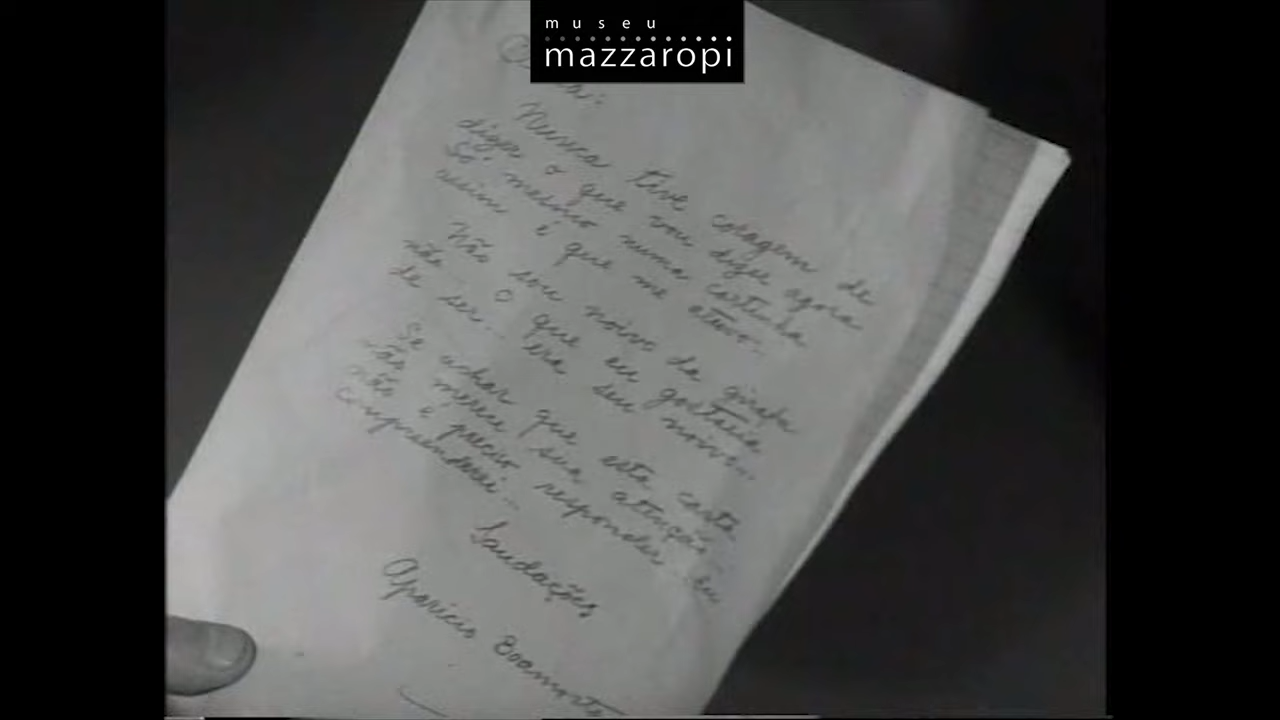 museu
mazzaropi
Nunca tive coragem de
dizer o que vou dizer agora
Só mesmo numa cartinha
assim é que me atrevo..
Não sou noivo da girafa
não... O que eu gostaria
de ser... era seu noivo...
Se achar que esta carta
não merece sua atenção..
não é preciso responder. Eu
compreenderei...
Saudações,
Aparicio Boamorte